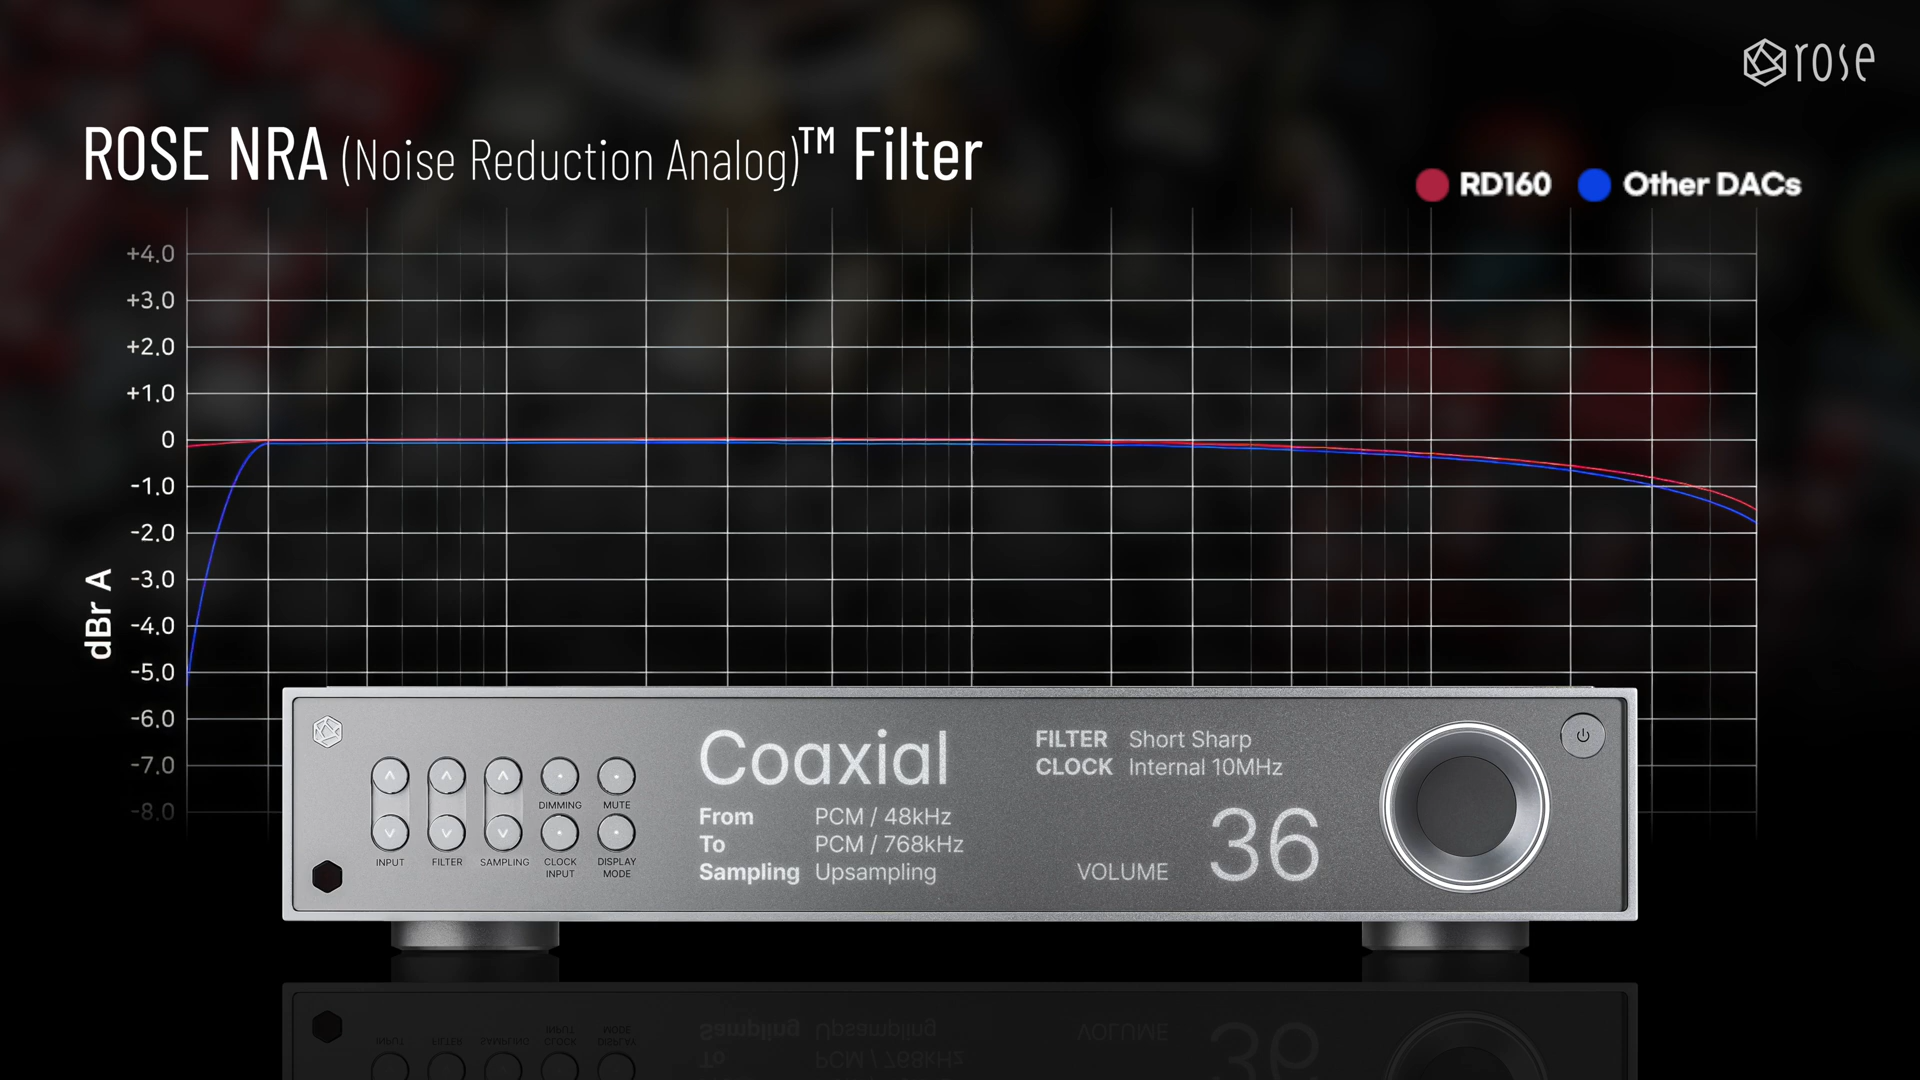 rose
ROSE NRA (Noise Reduction Analog)™ Filter
RD160 Other DACs
+4.0
+3.0
+2.0
+1.0
0
-1.0
-2.0
-3.0
-4.0
-5.0
-6.0
-7.0
-8.0
dBr A
INPUT
FILTER
SAMPLING
DIMMING
CLOCK INPUT
MUTE
DISPLAY MODE
Coaxial
From PCM / 48kHz
To PCM / 768kHz
Sampling Upsampling
FILTER Short Sharp
CLOCK Internal 10MHz
VOLUME 36